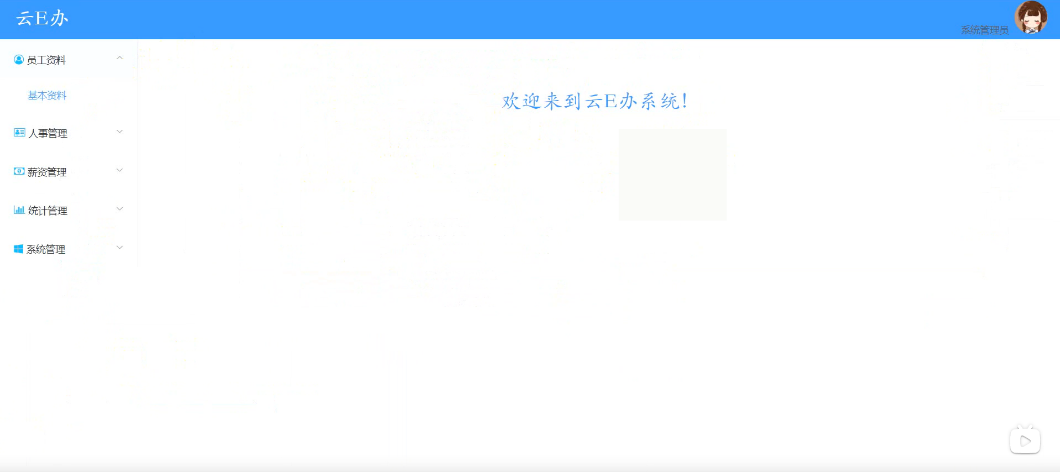 云E办
系统管理员
员工资料
基本资料
人事管理
薪资管理
统计管理
系统管理
欢迎来到云E办系统!